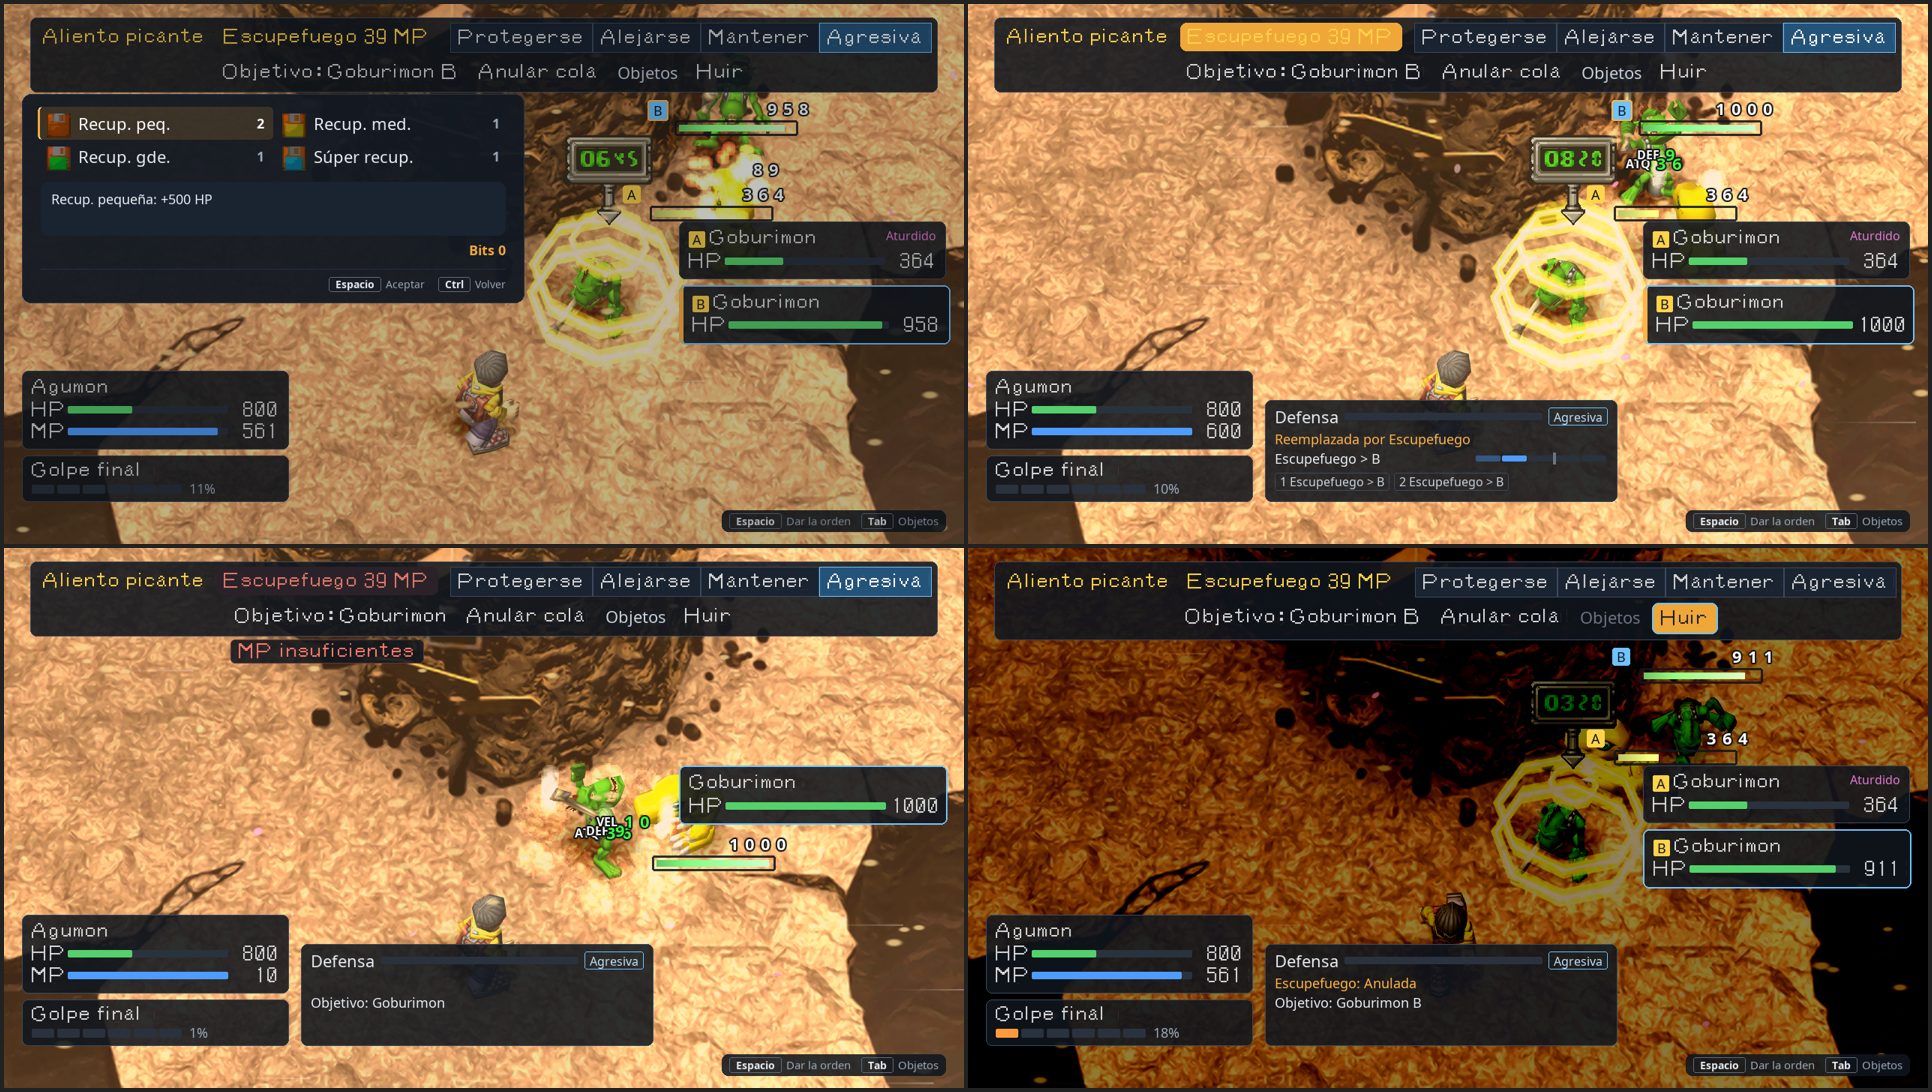 Aliento picante Escupefuego 39 MP Protegerse Alejarse Mantener Agresiva
Objetivo:Goburimon B Anular cola Objetos Huir
Recup. peq. 2 Recup. med. 1
Recup. gde. 1 Súper recup. 1
Recup. pequeña: +500 HP
Bits 0
Espacio Aceptar Ctrl Volver
B 958
89
A 364
A Goburimon Aturdido
HP 364
B Goburimon
HP 958
Agumon
HP 800
MP 561
Golpe final
11%
Espacio Dar la orden Tab Objetos
Aliento picante Escupefuego 39 MP Protegerse Alejarse Mantener Agresiva
Objetivo:Goburimon B Anular cola Objetos Huir
B 1000
DEF 9
ATQ 36
A 364
A Goburimon Aturdido
HP 364
B Goburimon
HP 1000
Agumon
HP 800
MP 600
Golpe final
10%
Defensa Agresiva
Reemplazada por Escupefuego
Escupefuego > B
1 Escupefuego > B 2 Escupefuego > B
Espacio Dar la orden Tab Objetos
Aliento picante Escupefuego 39 MP Protegerse Alejarse Mantener Agresiva
Objetivo:Goburimon Anular cola Objetos Huir
MP insuficientes
Goburimon
HP 1000
VEL 10
1000
Agumon
HP 800
MP 10
Golpe final
1%
Defensa Agresiva
Objetivo: Goburimon
Espacio Dar la orden Tab Objetos
Aliento picante Escupefuego 39 MP Protegerse Alejarse Mantener Agresiva
Objetivo:Goburimon B Anular cola Objetos Huir
B 911
A 364
A Goburimon Aturdido
HP 364
B Goburimon
HP 911
Agumon
HP 800
MP 561
Golpe final
18%
Defensa Agresiva
Escupefuego: Anulada
Objetivo: Goburimon B
Espacio Dar la orden Tab Objetos